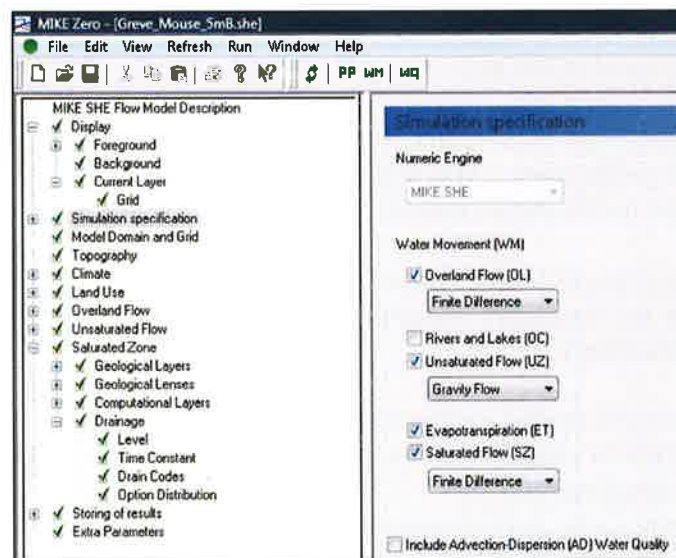 MIKE Zero - [Greve_Mouse_5mB.she]
File Edit View Refresh Run Window Help
PP WM WQ
MIKE SHE Flow Model Description
Display
Foreground
Background
Current Layer
Grid
Simulation specification
Model Domain and Grid
Topography
Climate
Land Use
Overland Flow
Unsaturated Flow
Saturated Zone
Geological Layers
Geological Lenses
Computational Layers
Drainage
Level
Time Constant
Drain Codes
Option Distribution
Storing of results
Extra Parameters
Simulation specification
Numeric Engine
MIKE SHE
Water Movement (WM)
Overland Flow (OL)
Finite Difference
Rivers and Lakes (OC)
Unsaturated Flow (UZ)
Gravity Flow
Evapotranspiration (ET)
Saturated Flow (SZ)
Finite Difference
Include Advection-Dispersion (AD) Water Quality